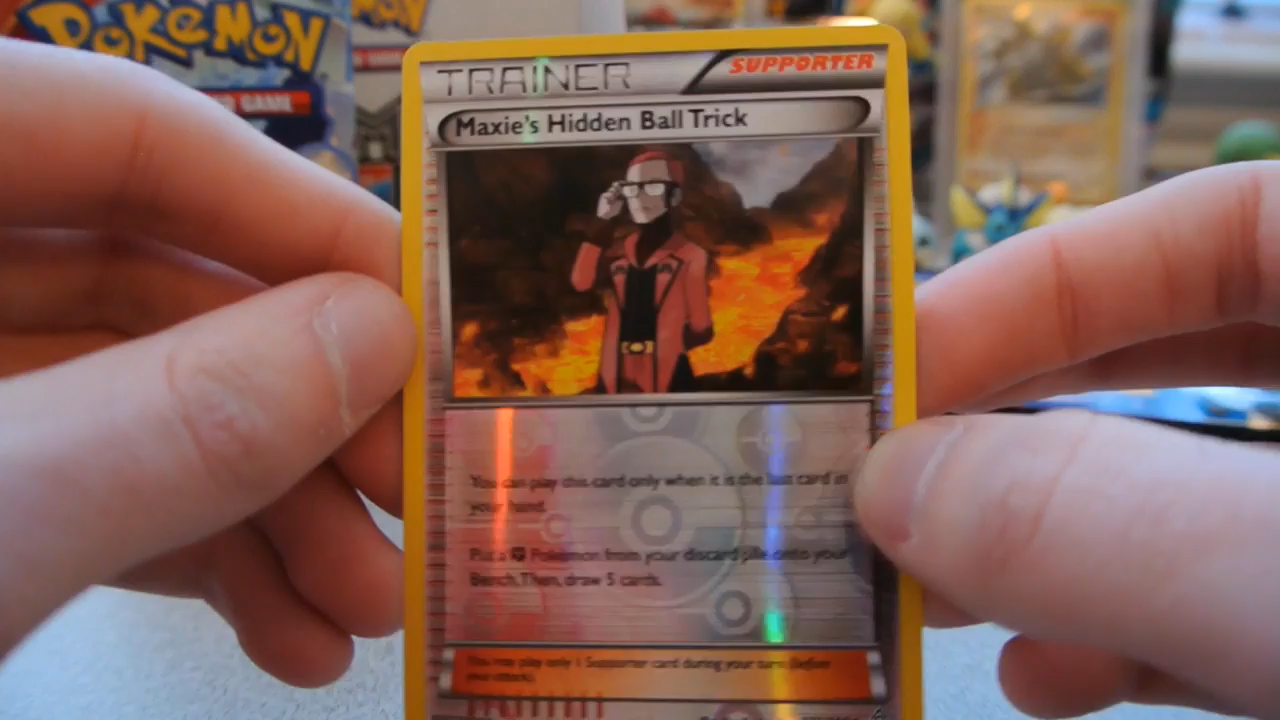 POKéMON
D GAME
TRAINER
SUPPORTER
Maxie's Hidden Ball Trick
You can play this card only when it is the last card in
your hand.
Put a Pokémon from your discard pile onto your
Bench. Then, draw 5 cards.
You may play only 1 Supporter card during your turn (before
your attack).